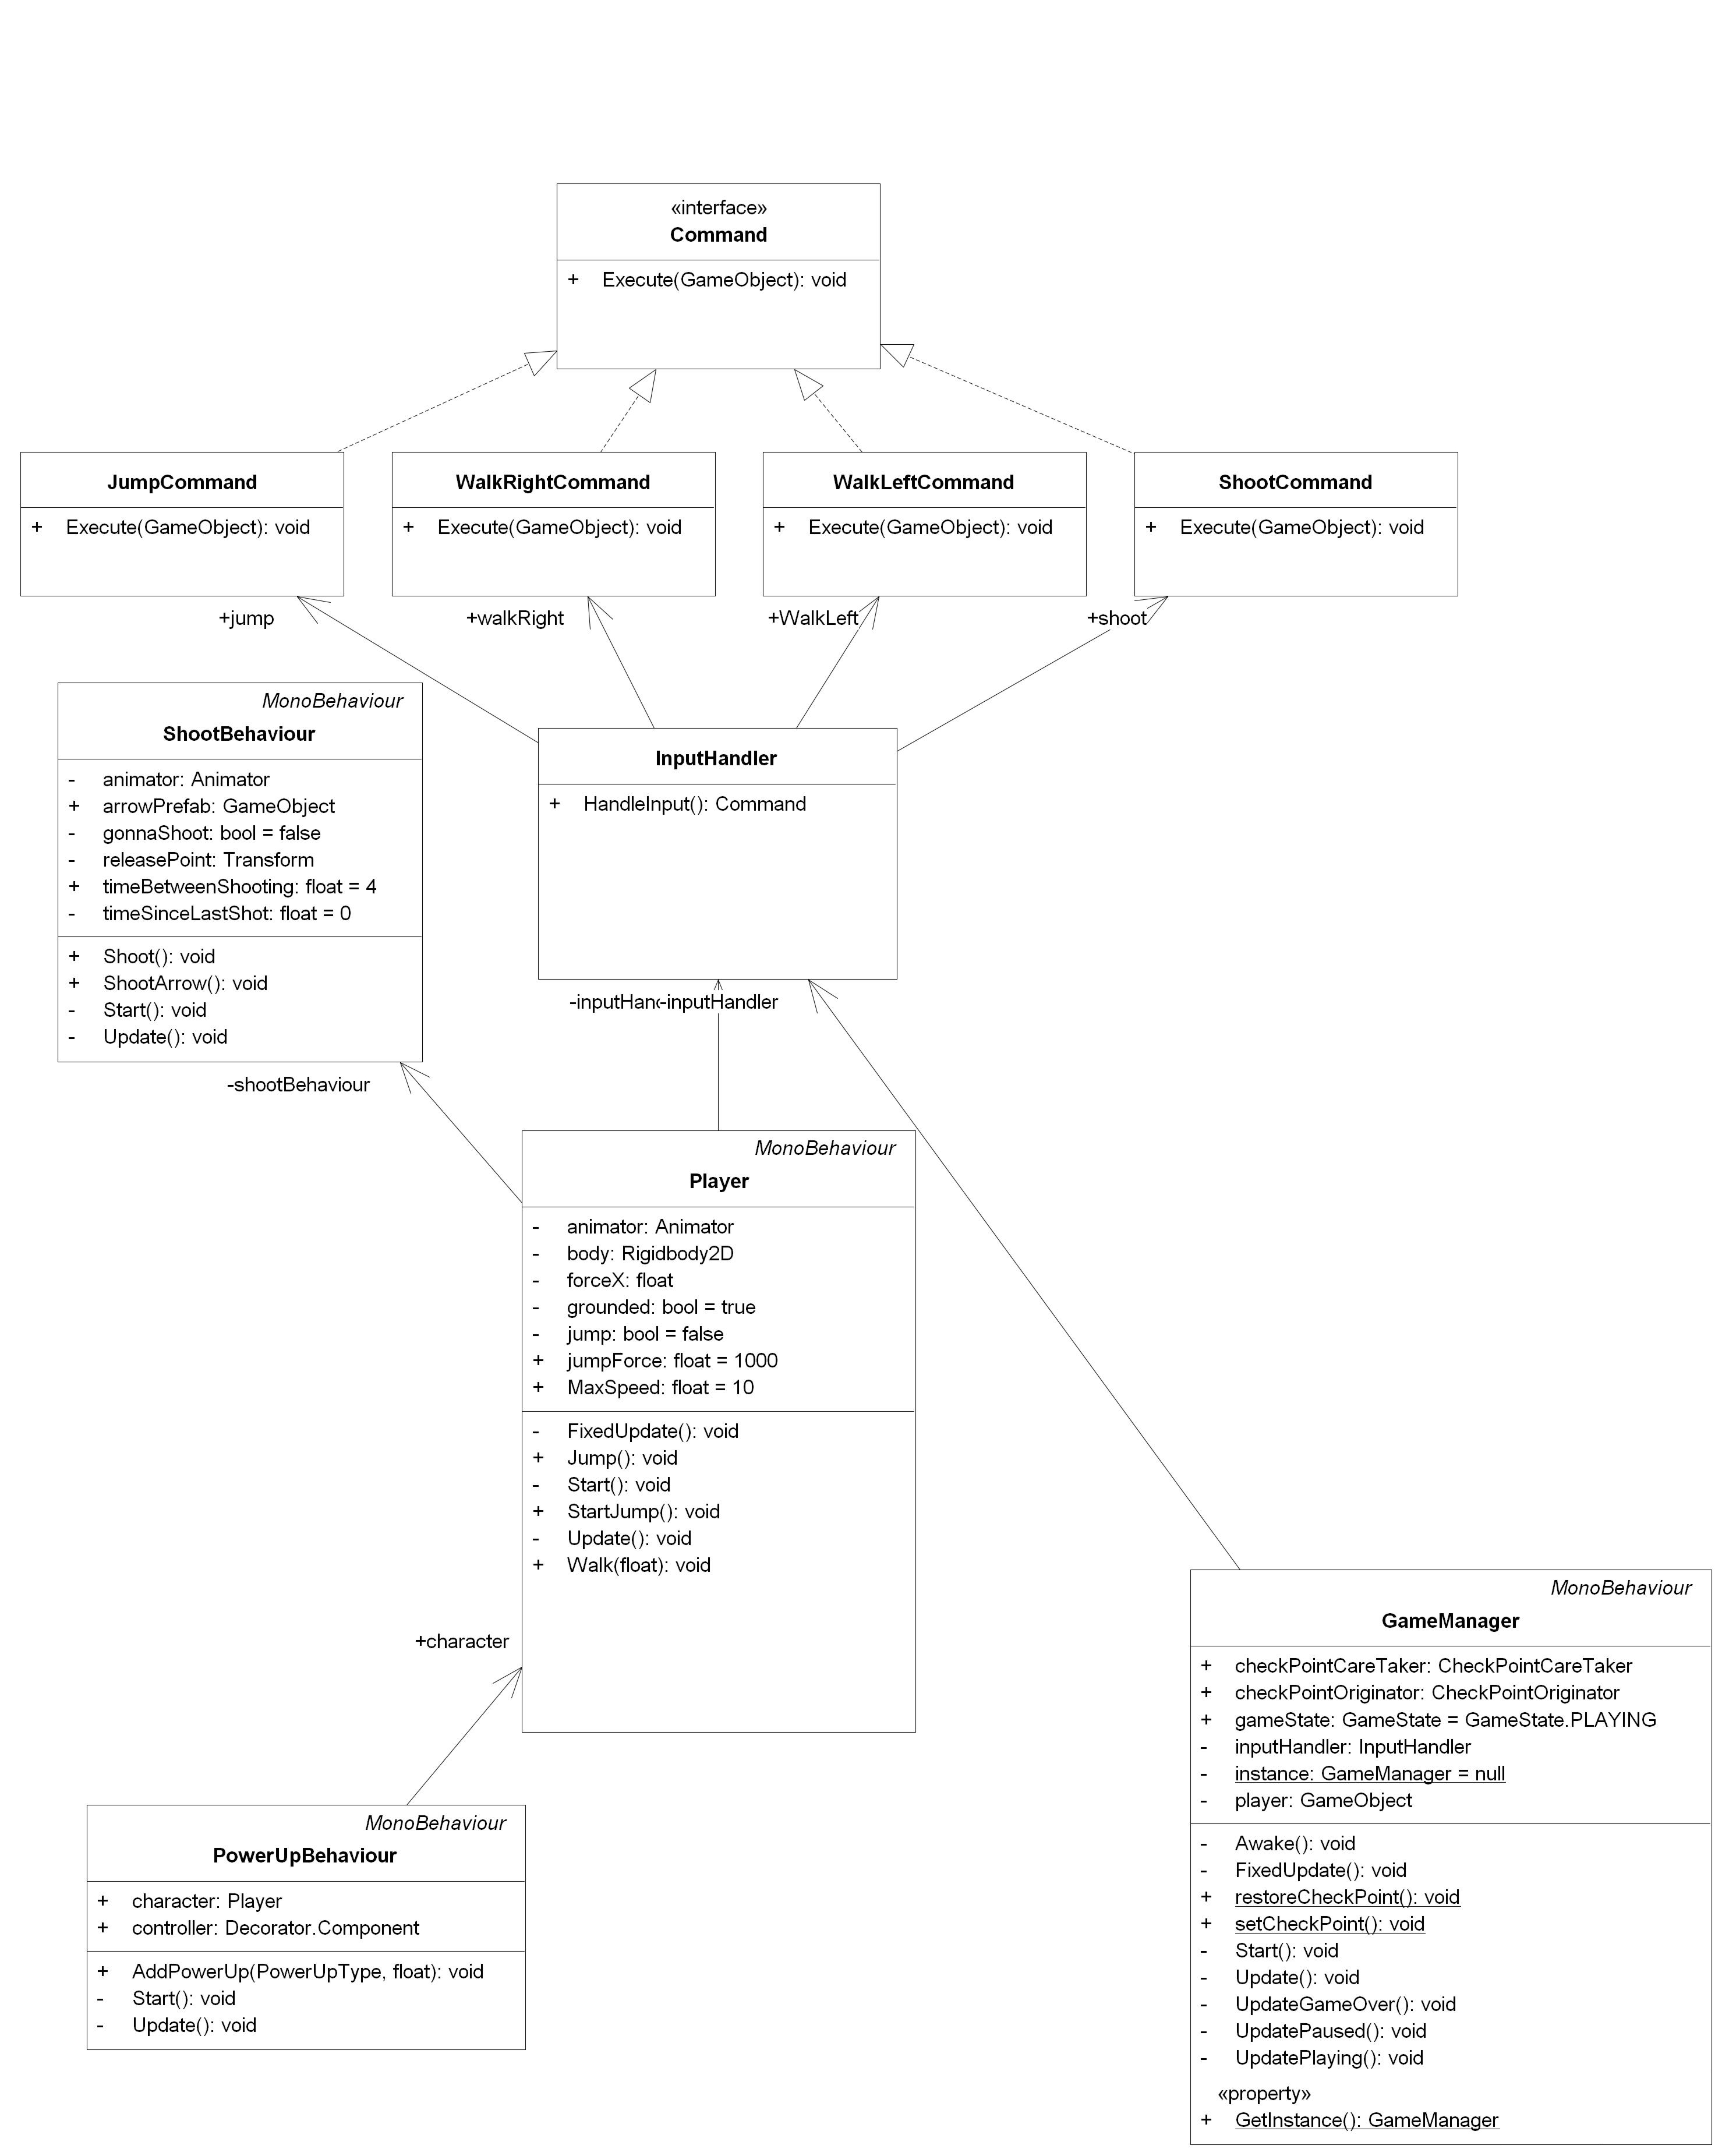 «interface»
Command
+ Execute(GameObject): void
JumpCommand
+ Execute(GameObject): void
WalkRightCommand
+ Execute(GameObject): void
WalkLeftCommand
+ Execute(GameObject): void
ShootCommand
+ Execute(GameObject): void
+jump
+walkRight
+WalkLeft
+shoot
MonoBehaviour
ShootBehaviour
- animator: Animator
+ arrowPrefab: GameObject
- gonnaShoot: bool = false
- releasePoint: Transform
+ timeBetweenShooting: float = 4
- timeSinceLastShot: float = 0
+ Shoot(): void
+ ShootArrow(): void
- Start(): void
- Update(): void
InputHandler
+ HandleInput(): Command
-inputHan
-inputHandler
-shootBehaviour
MonoBehaviour
Player
- animator: Animator
- body: Rigidbody2D
- forceX: float
- grounded: bool = true
- jump: bool = false
+ jumpForce: float = 1000
+ MaxSpeed: float = 10
- FixedUpdate(): void
+ Jump(): void
- Start(): void
+ StartJump(): void
- Update(): void
+ Walk(float): void
+character
MonoBehaviour
PowerUpBehaviour
+ character: Player
+ controller: Decorator.Component
+ AddPowerUp(PowerUpType, float): void
- Start(): void
- Update(): void
MonoBehaviour
GameManager
+ checkPointCareTaker: CheckPointCareTaker
+ checkPointOriginator: CheckPointOriginator
+ gameState: GameState = GameState.PLAYING
- inputHandler: InputHandler
- instance: GameManager = null
- player: GameObject
- Awake(): void
- FixedUpdate(): void
+ restoreCheckPoint(): void
+ setCheckPoint(): void
- Start(): void
- Update(): void
- UpdateGameOver(): void
- UpdatePaused(): void
- UpdatePlaying(): void
«property»
+ GetInstance(): GameManager